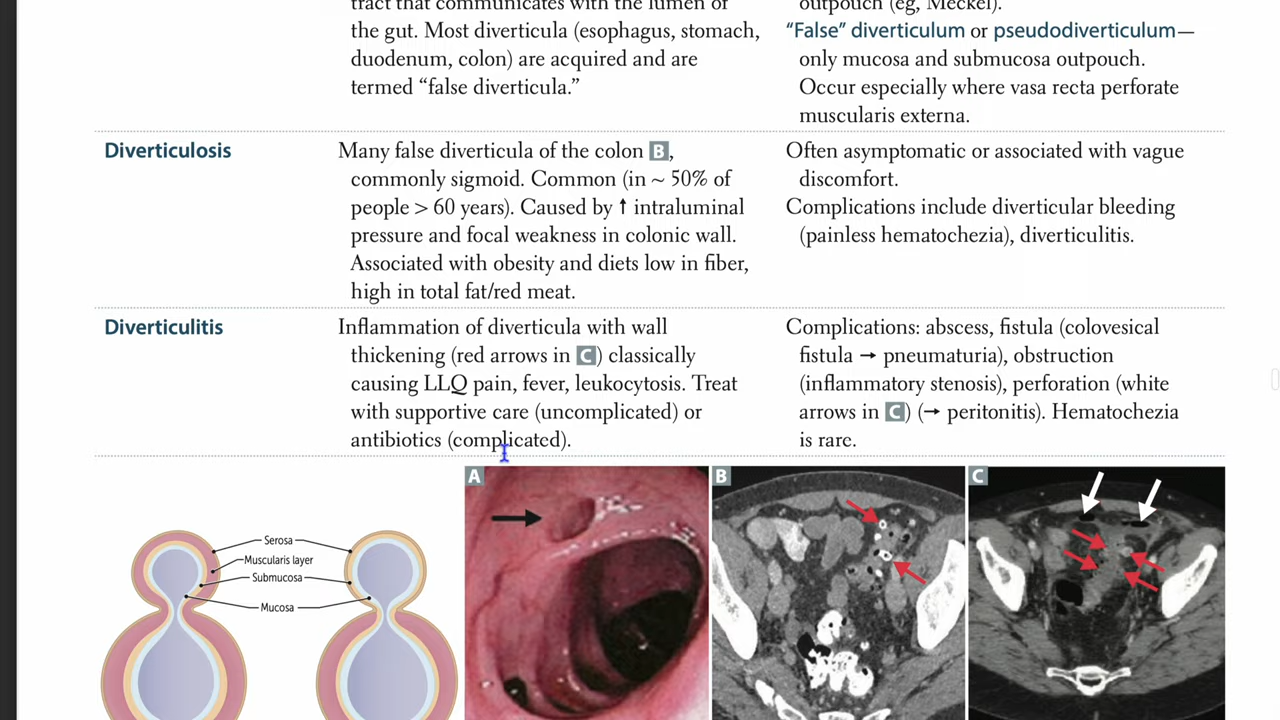 tract that communicates with the lumen of
the gut. Most diverticula (esophagus, stomach,
duodenum, colon) are acquired and are
termed “false diverticula.”
outpouch (eg, Meckel).
“False” diverticulum or pseudodiverticulum—
only mucosa and submucosa outpouch.
Occur especially where vasa recta perforate
muscularis externa.
Diverticulosis
Many false diverticula of the colon B,
commonly sigmoid. Common (in ~ 50% of
people > 60 years). Caused by ↑ intraluminal
pressure and focal weakness in colonic wall.
Associated with obesity and diets low in fiber,
high in total fat/red meat.
Often asymptomatic or associated with vague
discomfort.
Complications include diverticular bleeding
(painless hematochezia), diverticulitis.
Diverticulitis
Inflammation of diverticula with wall
thickening (red arrows in C) classically
causing LLQ pain, fever, leukocytosis. Treat
with supportive care (uncomplicated) or
antibiotics (complicated).
Complications: abscess, fistula (colovesical
fistula → pneumaturia), obstruction
(inflammatory stenosis), perforation (white
arrows in C) (→ peritonitis). Hematochezia
is rare.
Serosa
Muscularis layer
Submucosa
Mucosa
A
B
C